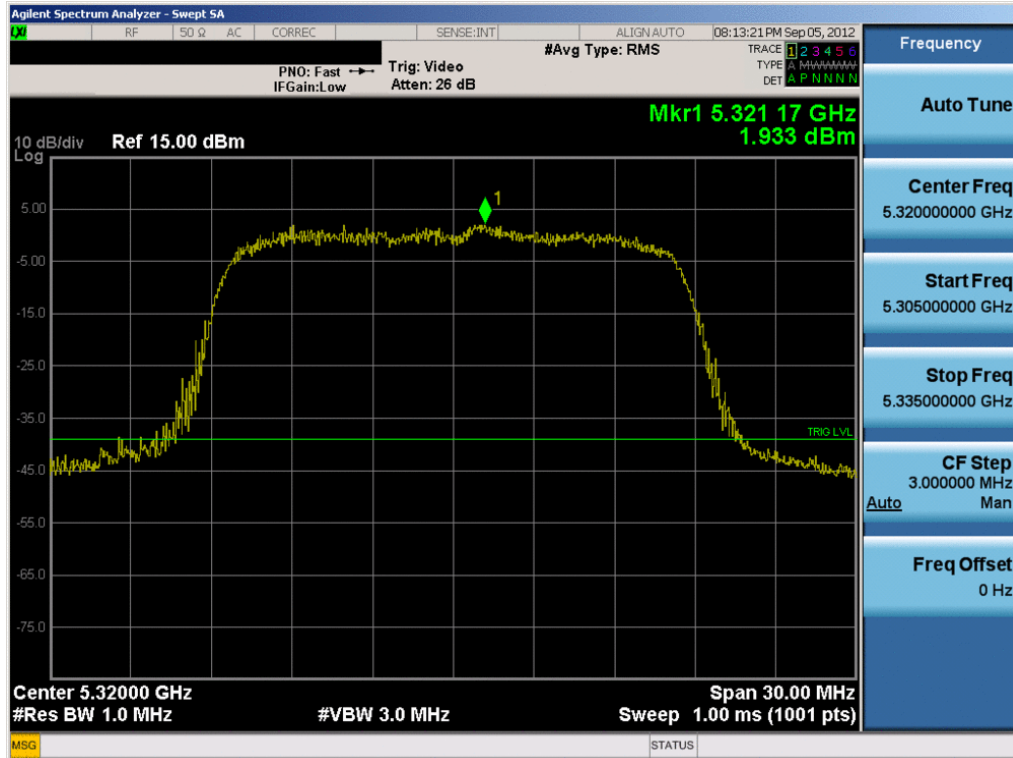 Agilent Spectrum Analyzer - Swept SA
LXI RF 50 Ω AC CORREC SENSE:INT ALIGN AUTO 08:13:21 PM Sep 05, 2012
#Avg Type: RMS
TRACE 1 2 3 4 5 6
PNO: Fast Trig: Video
TYPE A M W W W W W
IFGain:Low Atten: 26 dB
DET A P N N N N
Mkr1 5.321 17 GHz
1.933 dBm
10 dB/div Ref 15.00 dBm
Log
1
5.00
-5.00
-15.0
-25.0
-35.0
TRIG LVL
-45.0
-55.0
-65.0
-75.0
Center 5.32000 GHz Span 30.00 MHz
#Res BW 1.0 MHz #VBW 3.0 MHz Sweep 1.00 ms (1001 pts)
MSG STATUS
Frequency
Auto Tune
Center Freq
5.320000000 GHz
Start Freq
5.305000000 GHz
Stop Freq
5.335000000 GHz
CF Step
3.000000 MHz
Auto Man
Freq Offset
0 Hz